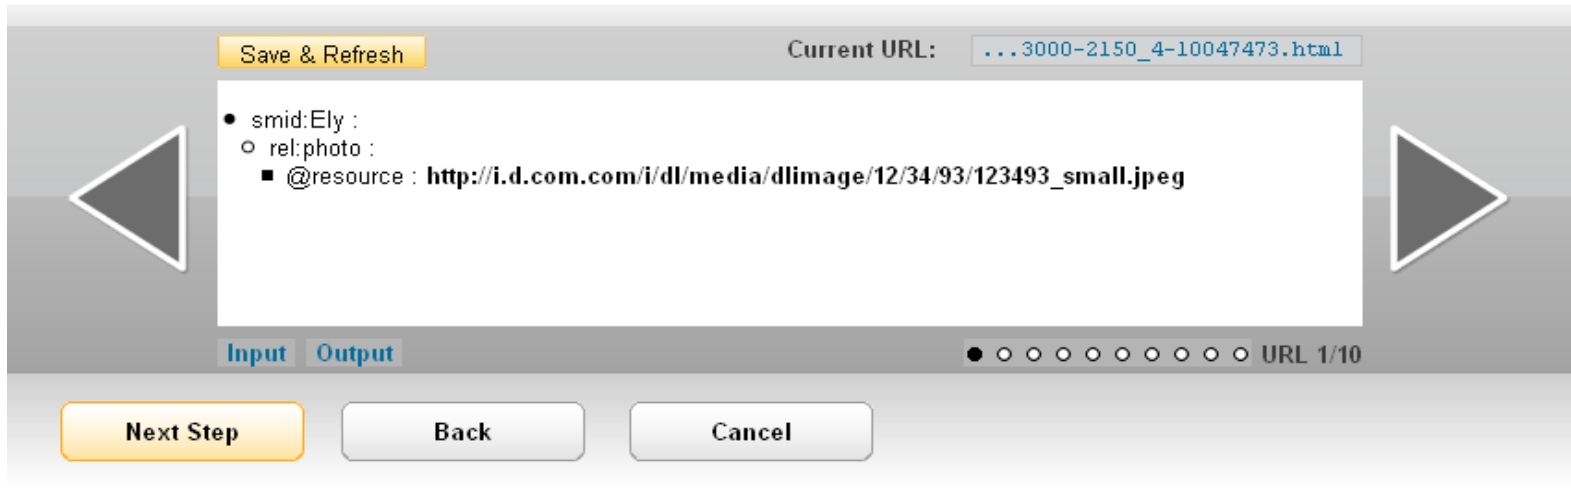 Save & Refresh
Current URL: ...3000-2150_4-10047473.html
smid:Ely :
rel:photo :
@resource : http://i.d.com.com/i/dl/media/dlimage/12/34/93/123493_small.jpeg
Input Output
URL 1/10
Next Step Back Cancel